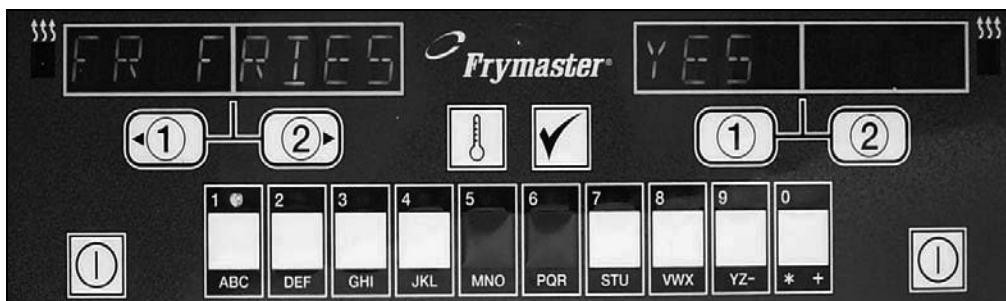 FR FRIES
Frymaster
YES
1 2
1 2
1 2 3 4 5 6 7 8 9 0
ABC DEF GHI JKL MNO PQR STU VWX YZ- * +